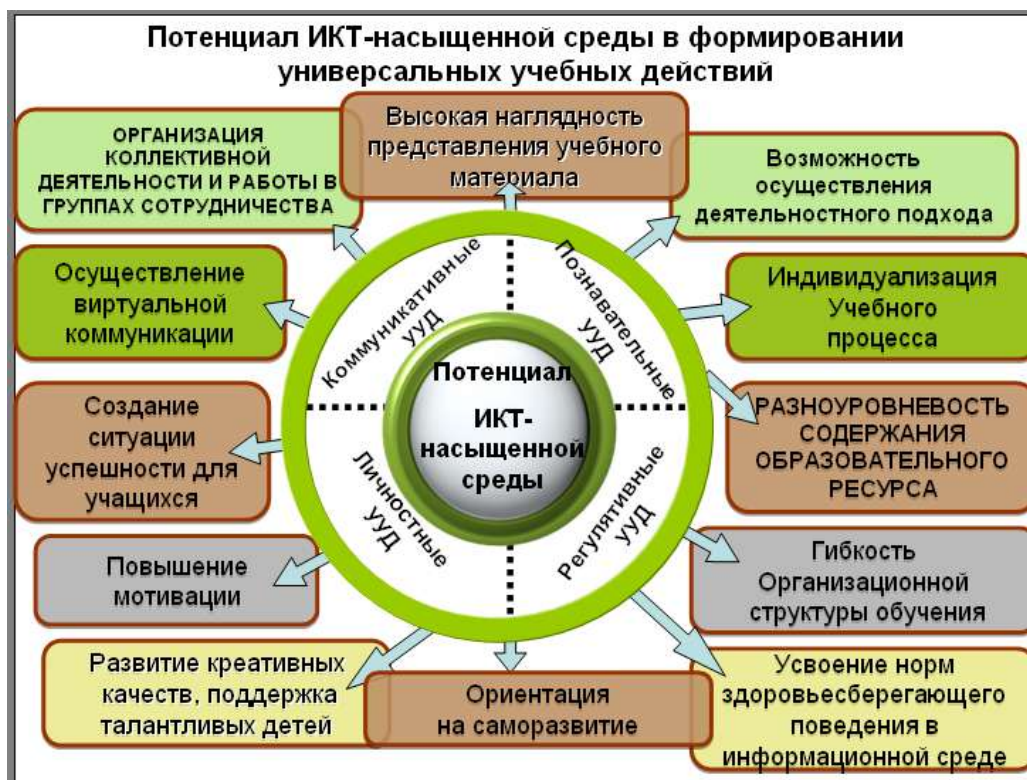 Потенциал ИКТ-насыщенной среды в формировании
универсальных учебных действий
Высокая наглядность
представления учебного
материала
ОРГАНИЗАЦИЯ
КОЛЛЕКТИВНОЙ
ДЕЯТЕЛЬНОСТИ И РАБОТЫ В
ГРУППАХ СОТРУДНИЧЕСТВА
Возможность
осуществления
деятельностного подхода
Осуществление
виртуальной
коммуникации
Индивидуализация
Учебного
процесса
Создание
ситуации
успешности для
учащихся
РАЗНОУРОВНЕВОСТЬ
СОДЕРЖАНИЯ
ОБРАЗОВАТЕЛЬНОГО
РЕСУРСА
Коммуникативные
УУД
Познавательные
УУД
Потенциал
ИКТ-
насыщенной
среды
Личностные
УУД
Регулятивные
УУД
Повышение
мотивации
Гибкость
Организационной
структуры обучения
Развитие креативных
качеств, поддержка
талантливых детей
Ориентация
на саморазвитие
Усвоение норм
здоровьесберегающего
поведения в
информационной среде